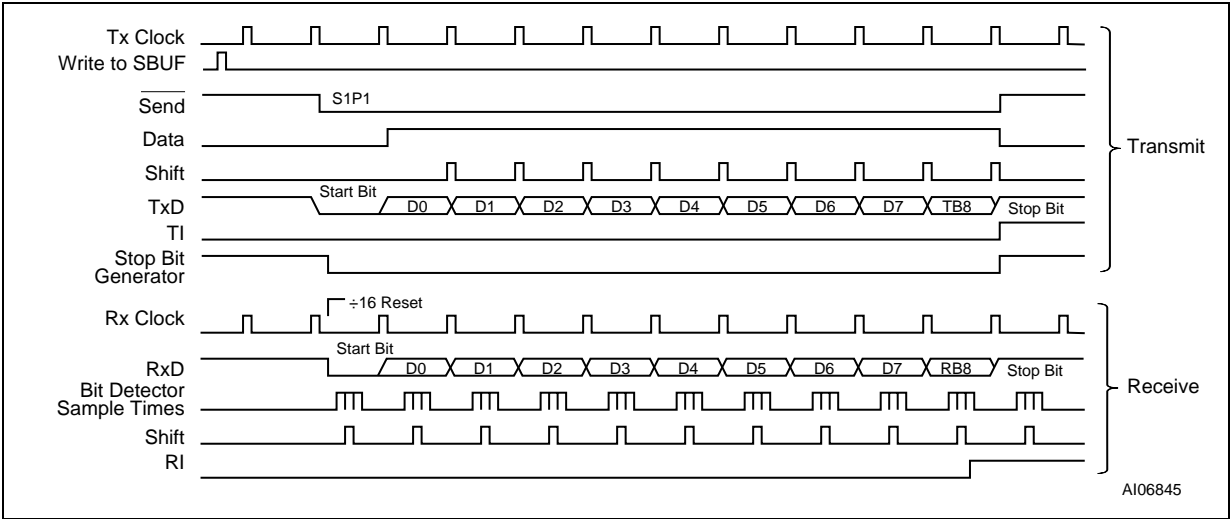 Tx Clock
Write to SBUF
Send
S1P1
Data
Shift
Start Bit
TxD
D0 D1 D2 D3 D4 D5 D6 D7 TB8 Stop Bit
TI
Stop Bit
Generator
Transmit
÷16 Reset
Rx Clock
Start Bit
RxD
D0 D1 D2 D3 D4 D5 D6 D7 RB8 Stop Bit
Bit Detector
Sample Times
Shift
RI
Receive
AI06845